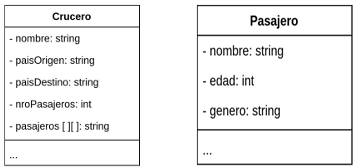 Crucero
- nombre: string
- paisOrigen: string
- paisDestino: string
- nroPasajeros: int
- pasajeros [ ][ ]: string
...
Pasajero
- nombre: string
- edad: int
- genero: string
...